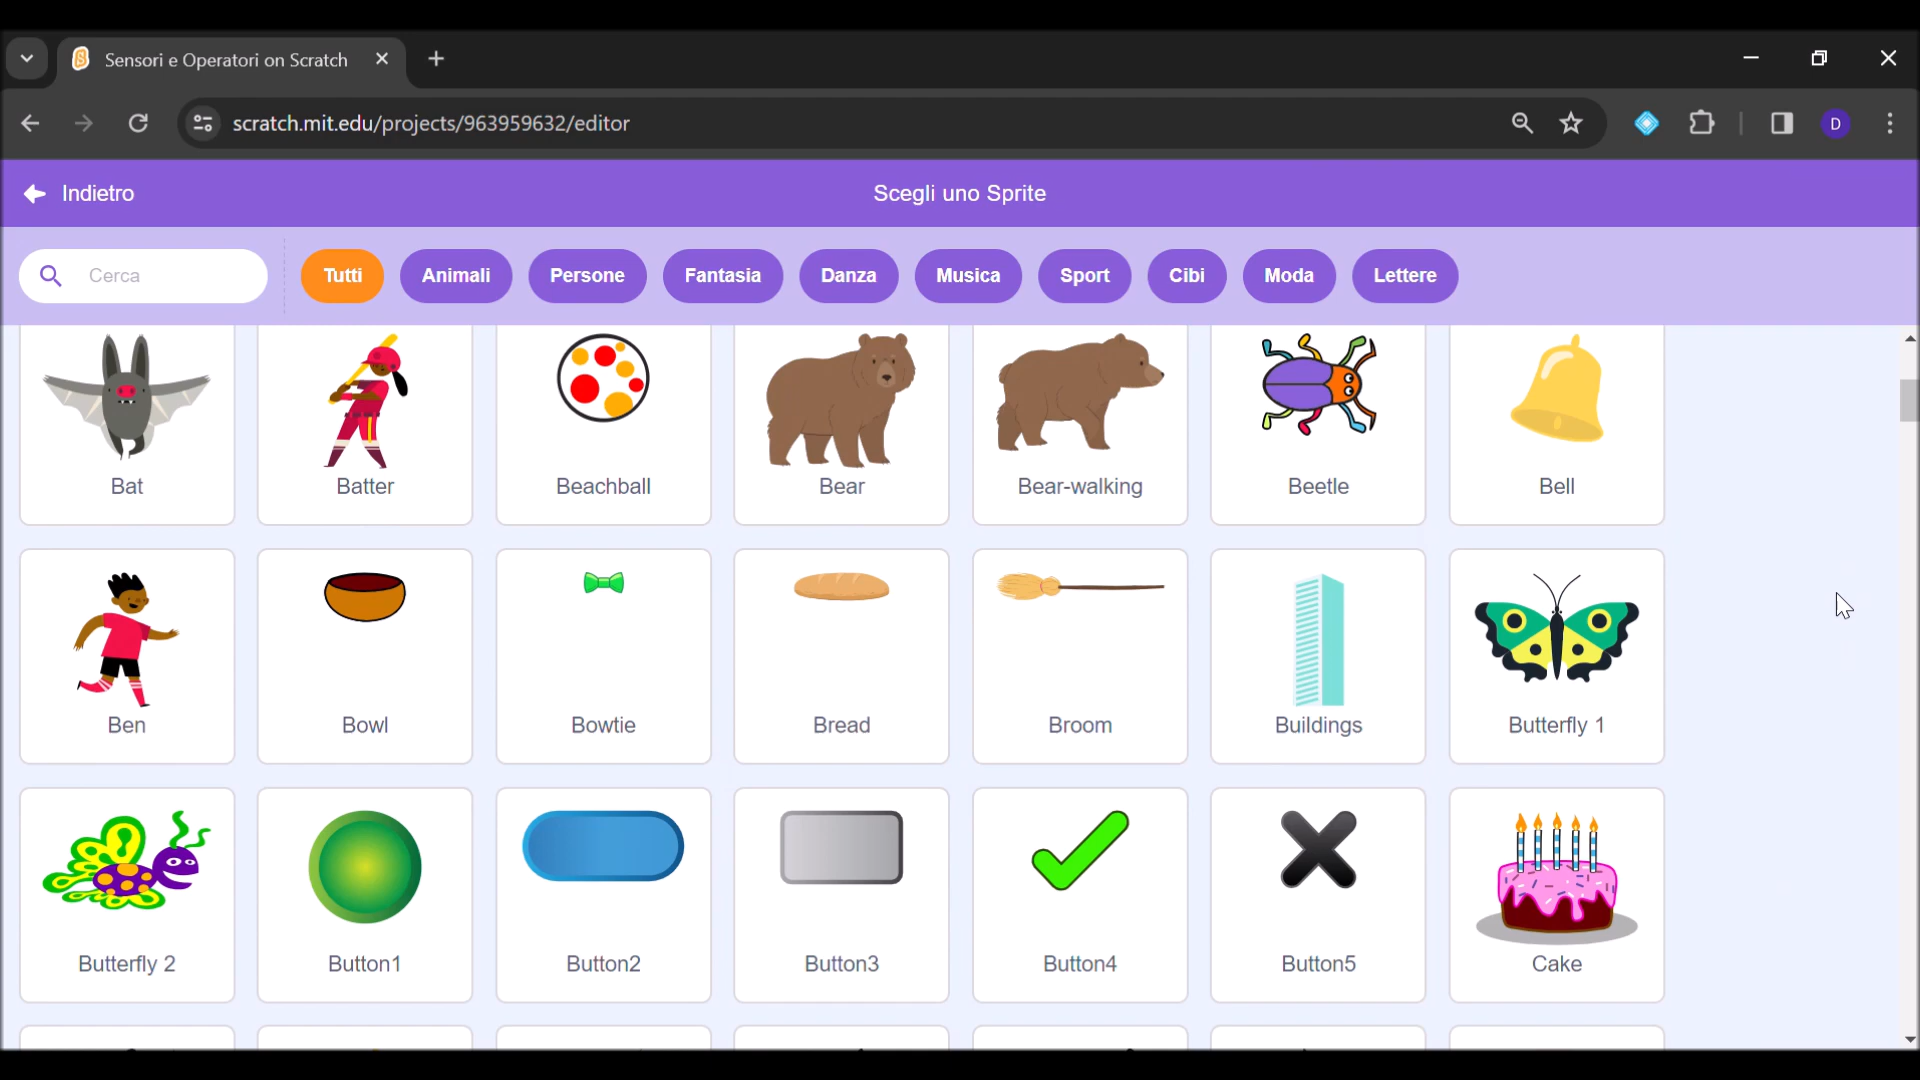 Sensori e Operatori on Scratch
scratch.mit.edu/projects/963959632/editor
D
Indietro
Scegli uno Sprite
Cerca
Tutti
Animali
Persone
Fantasia
Danza
Musica
Sport
Cibi
Moda
Lettere
Bat
Batter
Beachball
Bear
Bear-walking
Beetle
Bell
Ben
Bowl
Bowtie
Bread
Broom
Buildings
Butterfly 1
Butterfly 2
Button1
Button2
Button3
Button4
Button5
Cake